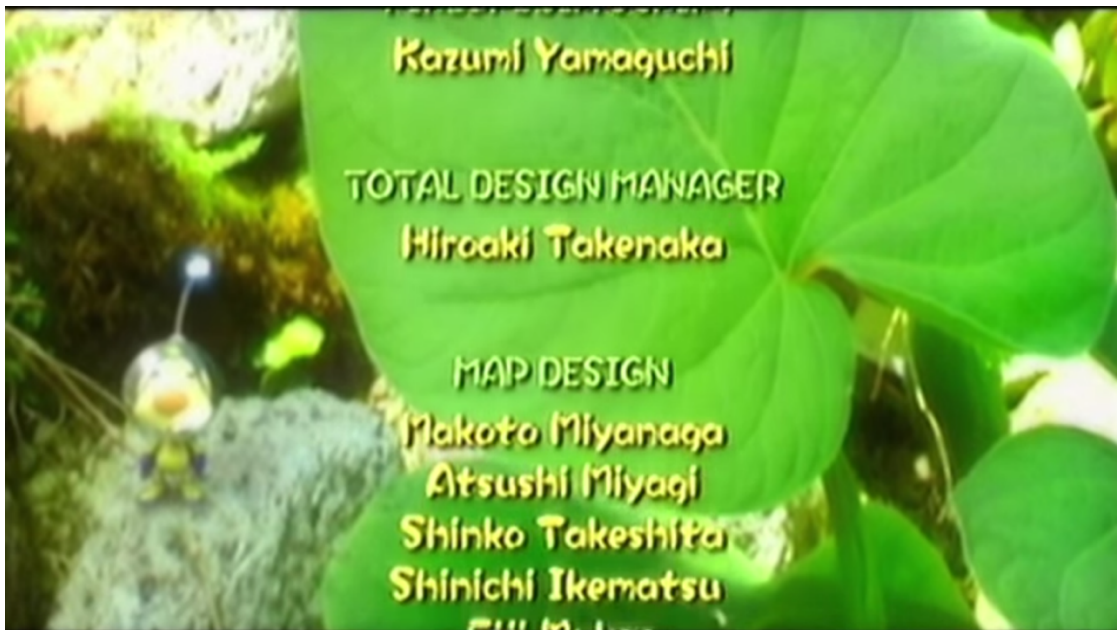 Kazumi Yamaguchi
TOTAL DESIGN MANAGER
Hiroaki Takenaka
MAP DESIGN
Makoto Miyanaga
Atsushi Miyagi
Shinko Takeshita
Shinichi Ikematsu